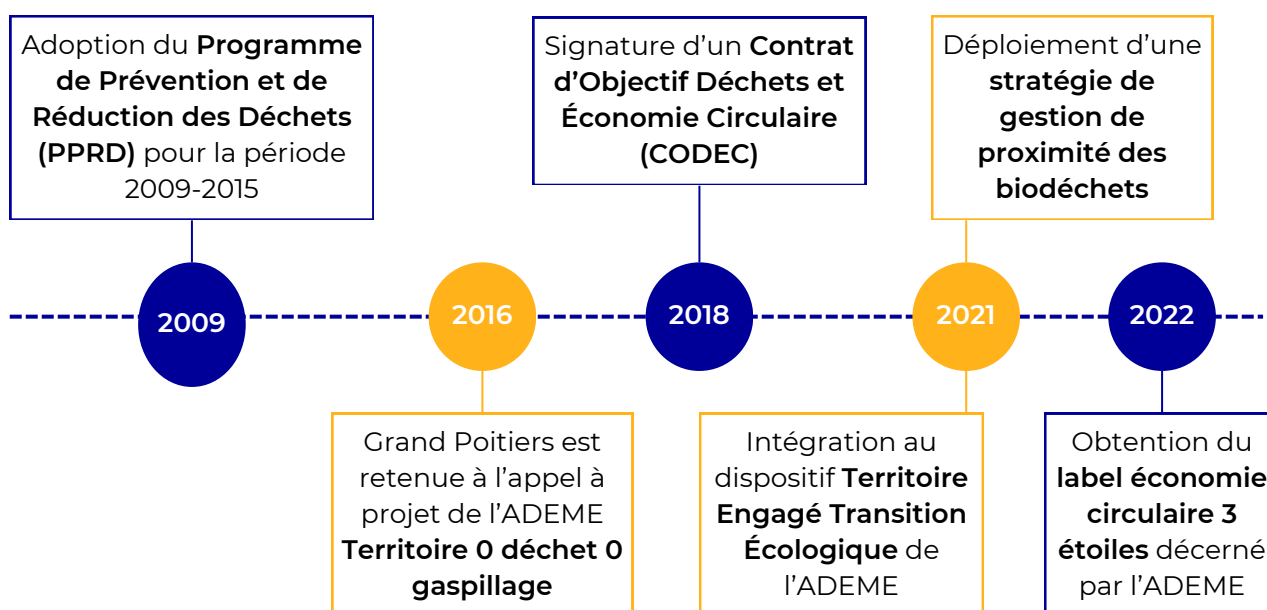 Adoption du Programme
de Prévention et de
Réduction des Déchets
(PPRD) pour la période
2009-2015
Signature d’un Contrat
d’Objectif Déchets et
Économie Circulaire
(CODEC)
Déploiement d’une
stratégie de
gestion de
proximité des
biodéchets
2009
2016
2018
2021
2022
Grand Poitiers est
retenue à l’appel à
projet de l’ADEME
Territoire 0 déchet 0
gaspillage
Intégration au
dispositif Territoire
Engagé Transition
Écologique de
l’ADEME
Obtention du
label économie
circulaire 3
étoiles décerné
par l’ADEME